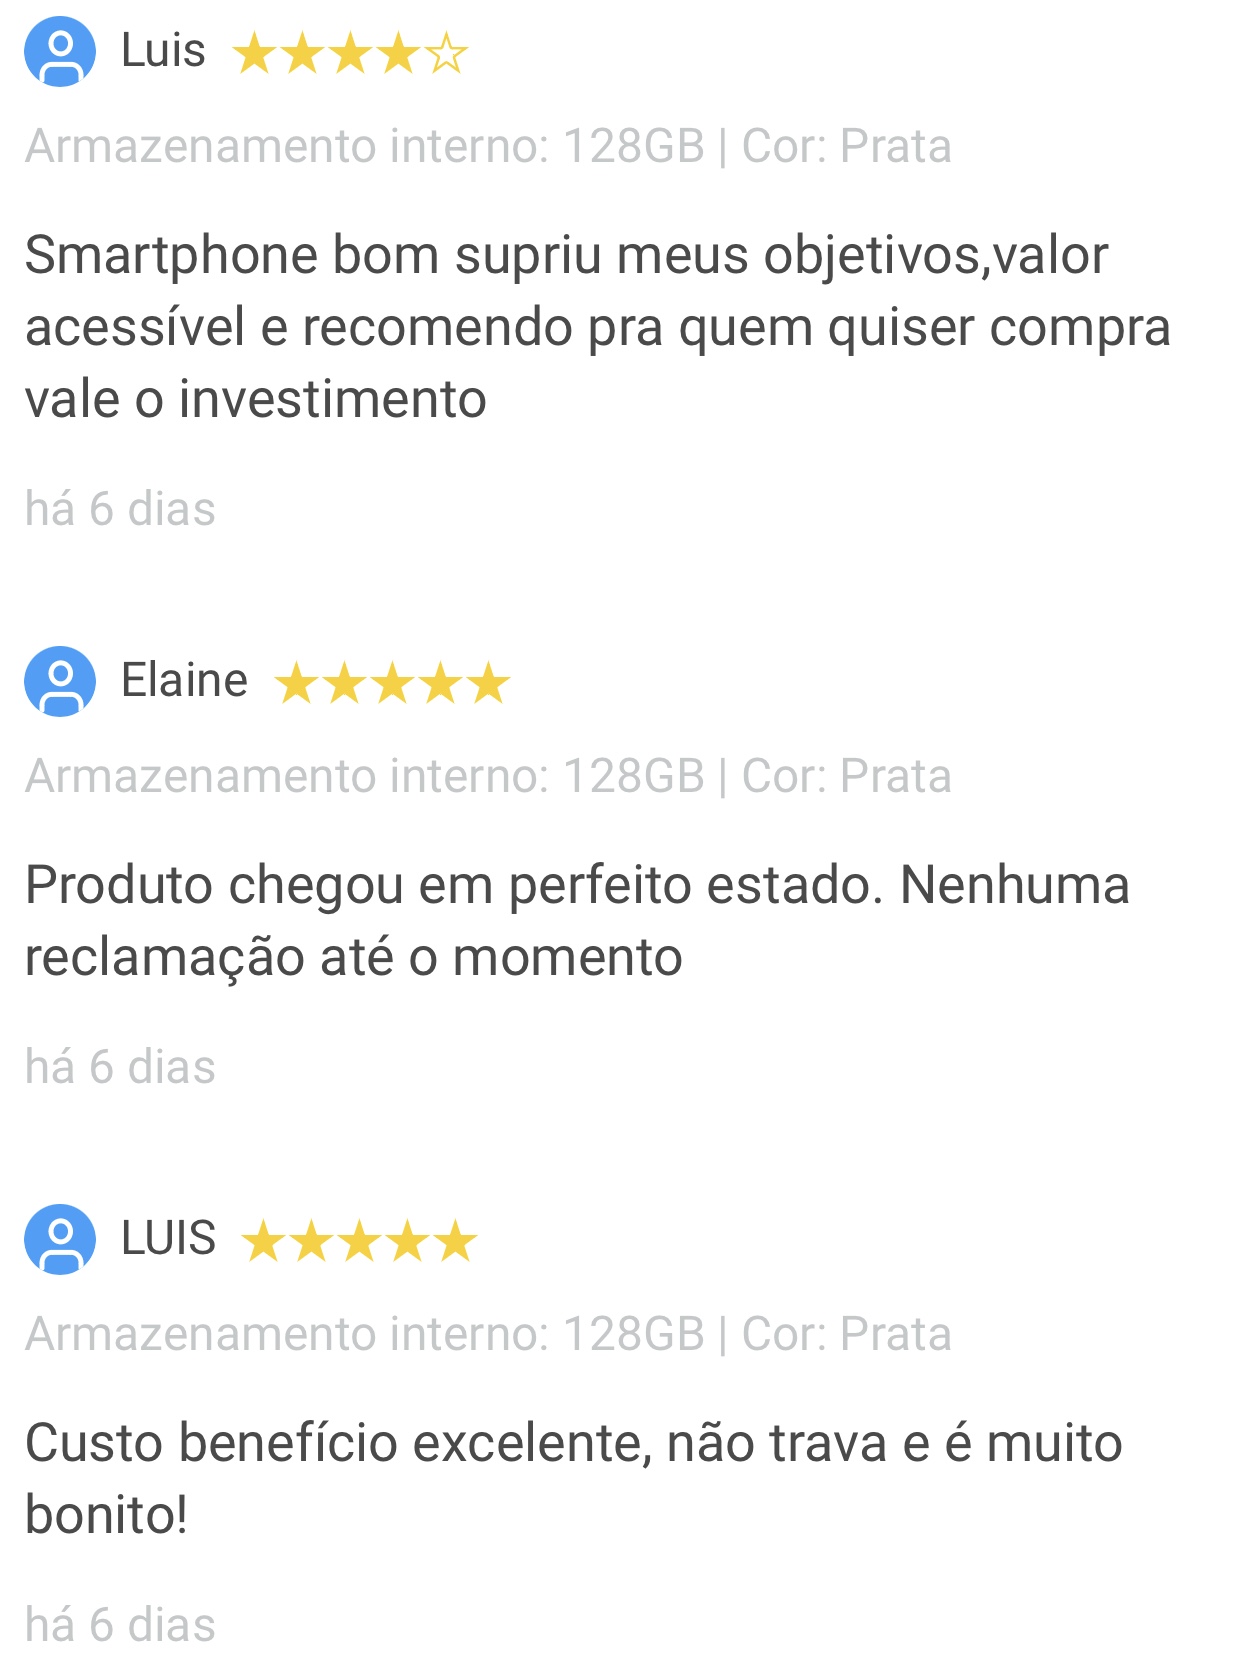 Luis
Armazenamento interno: 128GB | Cor: Prata
Smartphone bom supriu meus objetivos,valor
acessível e recomendo pra quem quiser compra
vale o investimento
há 6 dias
Elaine
Armazenamento interno: 128GB | Cor: Prata
Produto chegou em perfeito estado. Nenhuma
reclamação até o momento
há 6 dias
LUIS
Armazenamento interno: 128GB | Cor: Prata
Custo benefício excelente, não trava e é muito
bonito!
há 6 dias